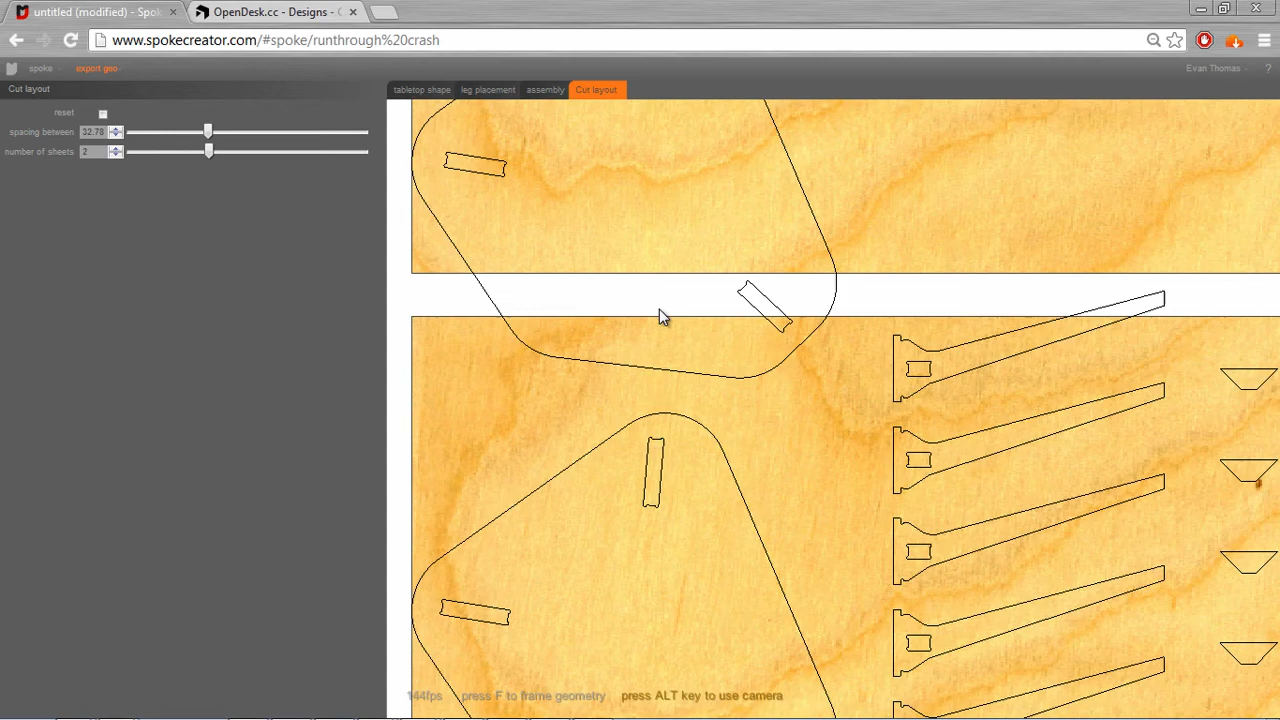 untitled (modified) - Spok
OpenDesk.cc - Designs - C
www.spokecreator.com/#spoke/runthrough%20crash
spoke
export geo
Evan Thomas
?
Cut layout
tabletop shape
leg placement
assembly
Cut layout
reset
spacing between
32.78
number of sheets
2
144fps
press F to frame geometry
press ALT key to use camera